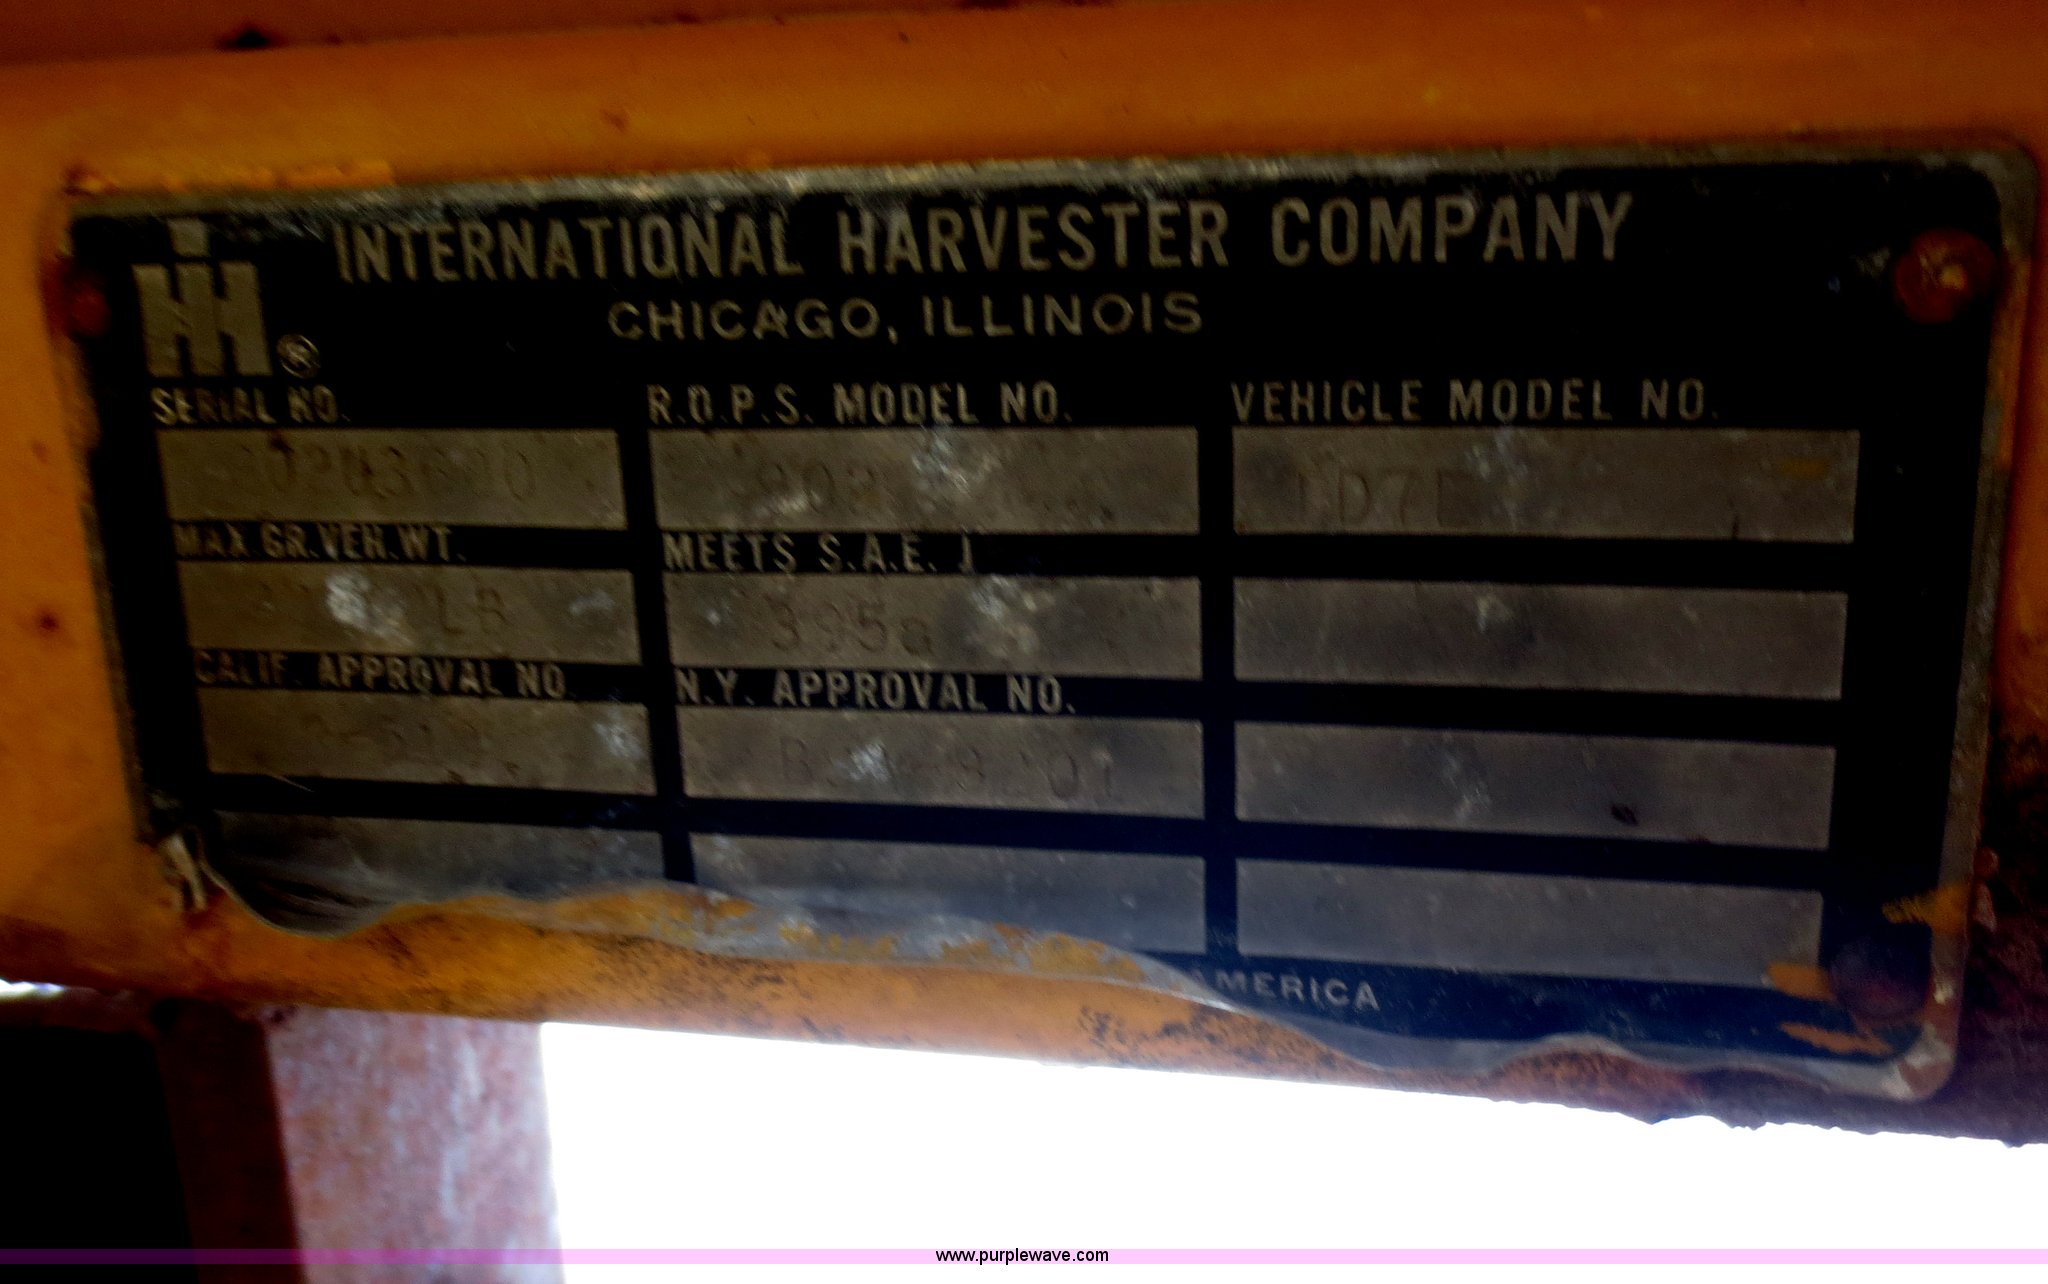 IH®
INTERNATIONAL HARVESTER COMPANY
CHICAGO, ILLINOIS
SERIAL NO. R.O.P.S. MODEL NO. VEHICLE MODEL NO.
TD7E
MAX.GR.VEH.WT. MEETS S.A.E. J
LB 395a
CALIF. APPROVAL NO. N.Y. APPROVAL NO.
AMERICA
www.purplewave.com